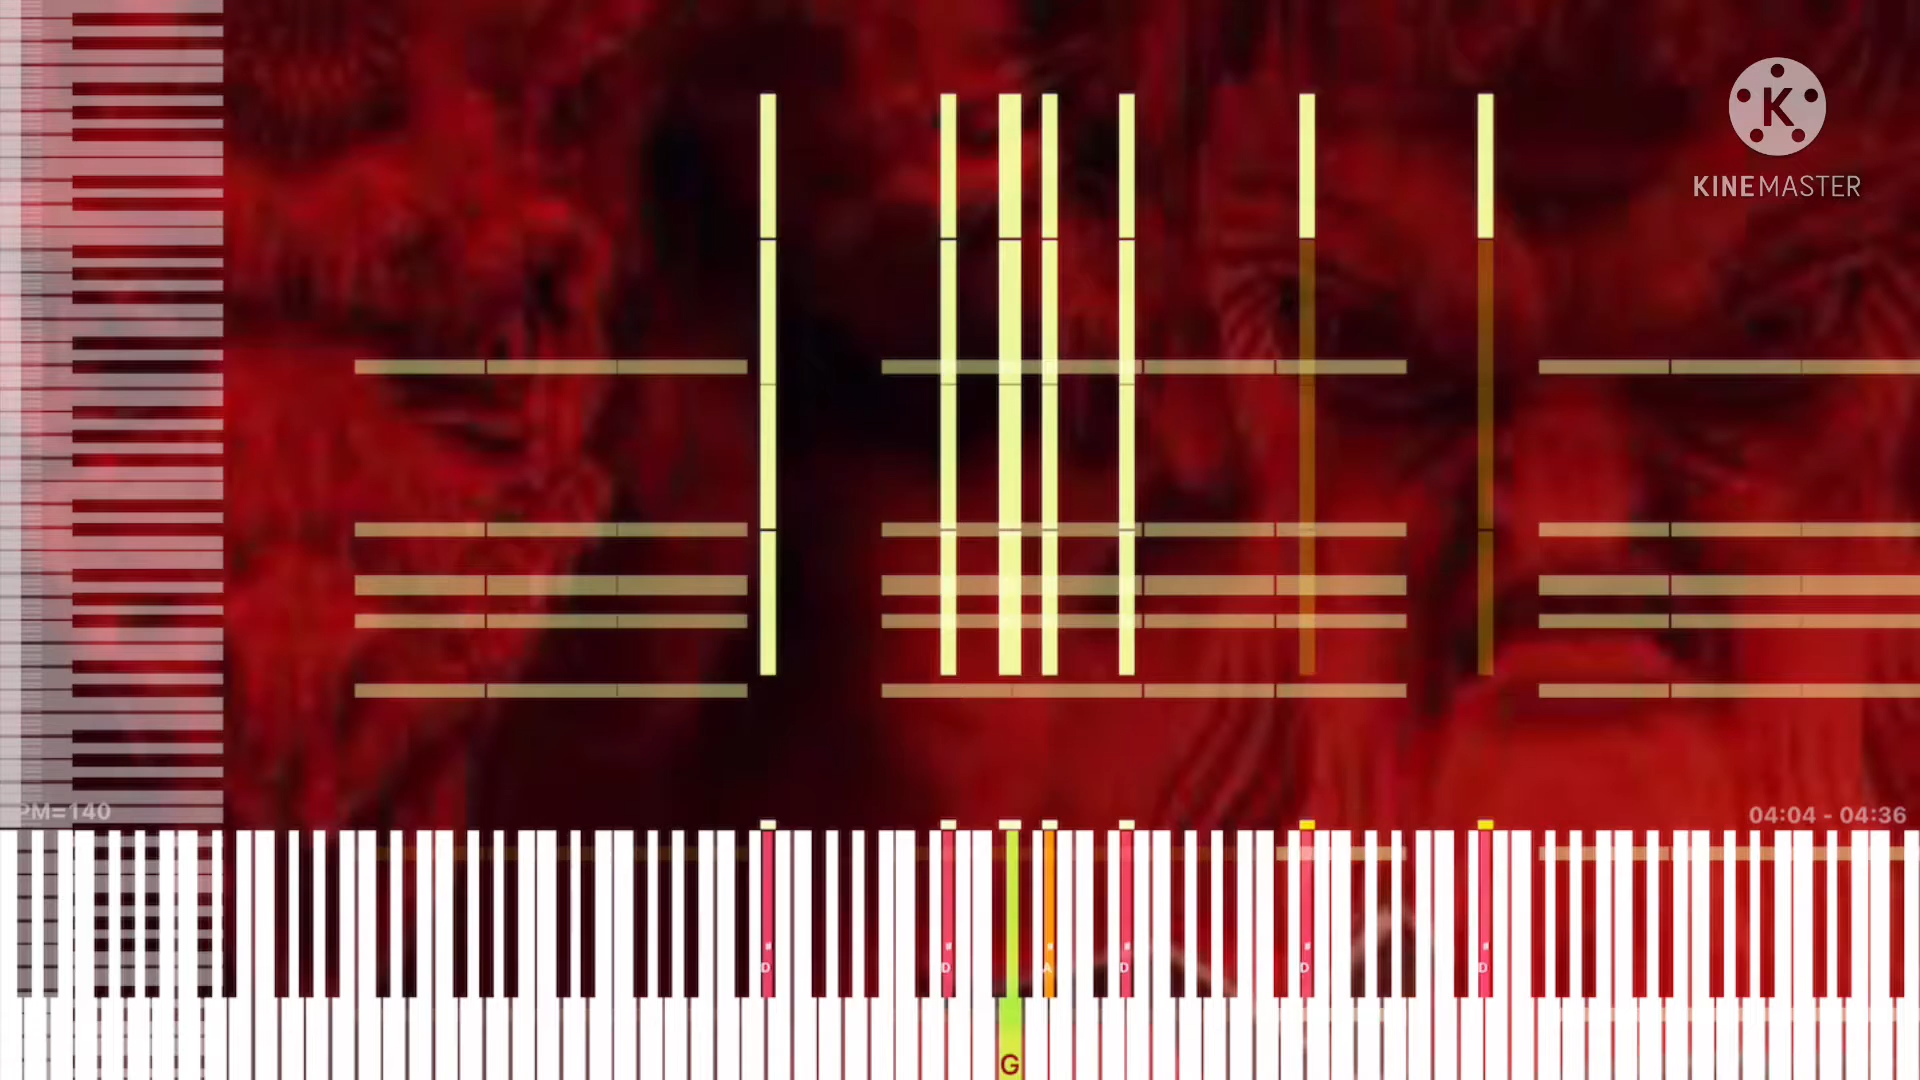 K
KINEMASTER
PM=140
04:04 - 04:36
D D A D D D
G